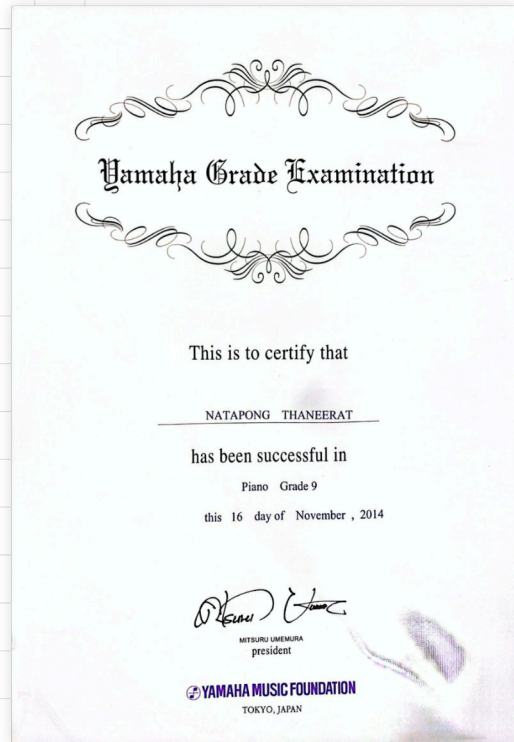 Yamaha Grade Examination
This is to certify that
NATAPONG THANEERAT
has been successful in
Piano Grade 9
this 16 day of November , 2014
MITSURU UMEMURA
president
YAMAHA MUSIC FOUNDATION
TOKYO, JAPAN